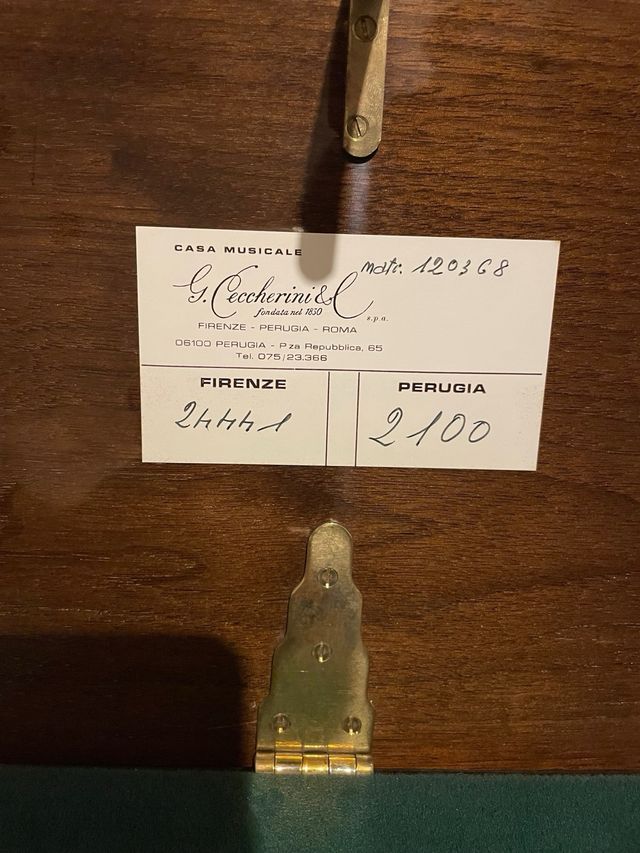 CASA MUSICALE
matr. 120368
G. Ceccherini & C
fondata nel 1830
s.p.a.
FIRENZE - PERUGIA - ROMA
06100 PERUGIA - P.za Repubblica, 65
Tel. 075/23.366
FIRENZE
PERUGIA
24441
2100